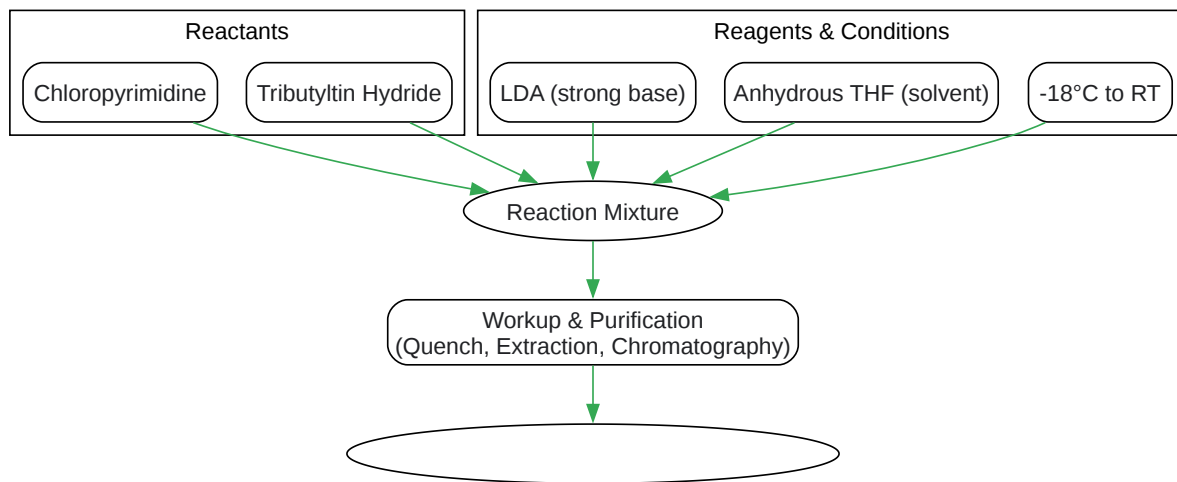 Reactants
Reagents & Conditions
Chloropyrimidine
Tributyltin Hydride
LDA (strong base)
Anhydrous THF (solvent)
-18°C to RT
Reaction Mixture
Workup & Purification
(Quench, Extraction, Chromatography)